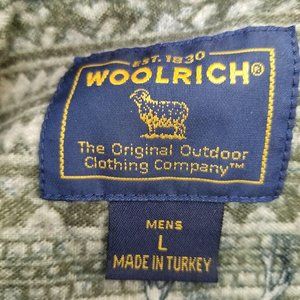 EST. 1830
WOOLRICH®
The Original Outdoor
Clothing Company™
MENS
L
MADE IN TURKEY